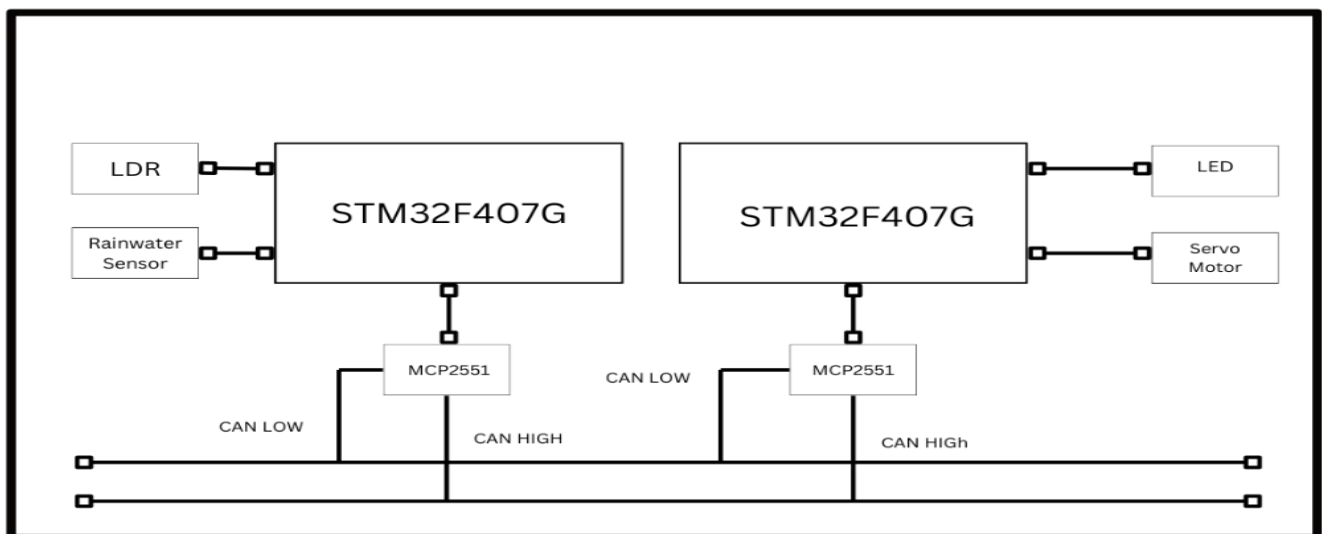 LDR
STM32F407G
STM32F407G
LED
Rainwater
Sensor
Servo
Motor
MCP2551
CAN LOW
MCP2551
CAN LOW
CAN HIGH
CAN HIGh